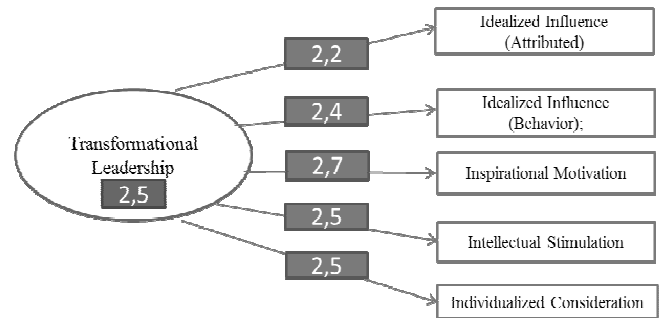 Idealized Influence
(Attributed)
2,2
Idealized Influence
(Behavior);
2,4
Transformational
Leadership
2,5
2,7
Inspirational Motivation
2,5
Intellectual Stimulation
2,5
Individualized Consideration